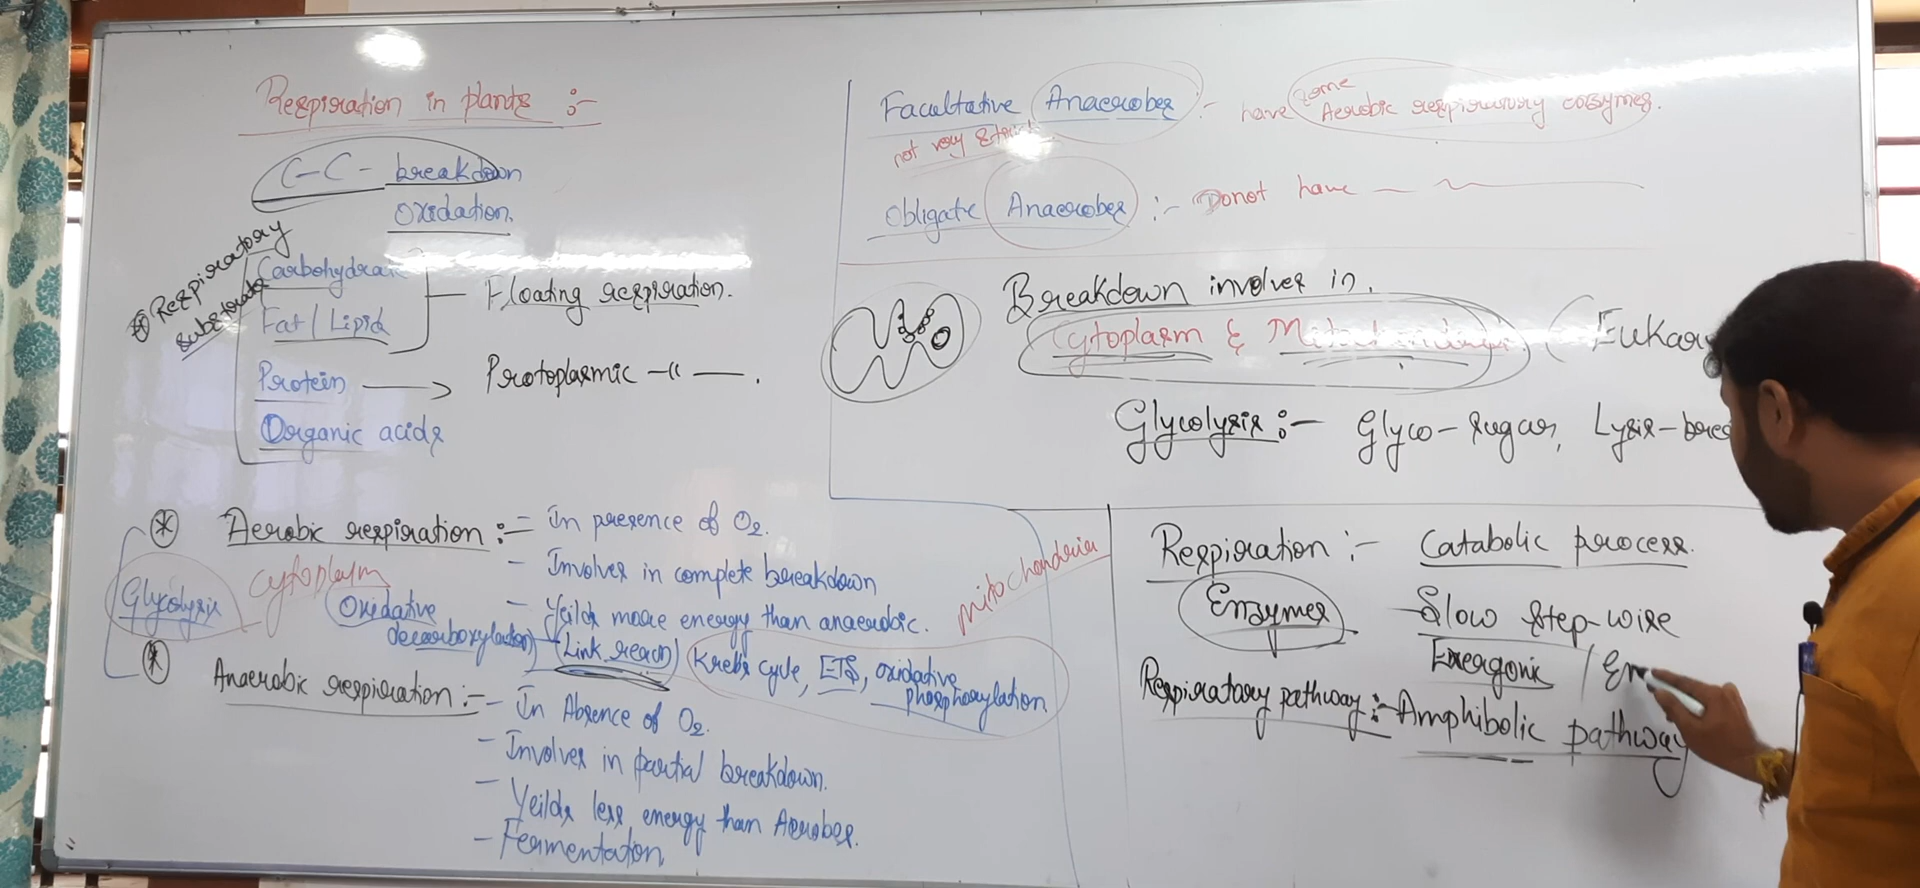 Respiration in plants :-
C-C- breakdown
Oxidation.
* Respiratory
substrate
Carbohydra
Fat / Lipid
Floating respiration.
Protein → Protoplasmic -"- .
Organic acids
* Aerobic respiration :-
- In presence of O2.
- Involves in complete breakdown
- Yeilds more energy than anaerobic.
Glycolysis
cytoplasm
mitochondria
Oxidative
decarboxylation
(Link reacn)
Krebs cycle, ETS, oxidative
phosphorylation.
* Anaerobic respiration :-
- In Absence of O2.
- Involves in partial breakdown.
- Yeilds less energy than Aerobes.
- Fermentation
Facultative Anaerobes :- have some Aerobic respiratory enzymes.
not very
Obligate Anaerobes :- Donot have
Breakdown involves in.
Cytoplasm &
(Eukary
Glycolysis :- Glyco - sugar, Lysis - brea
Respiration :- Catabolic process.
Enzymes
Slow step-wise
Exergonic / En
Respiratory pathway :- Amphibolic pathway